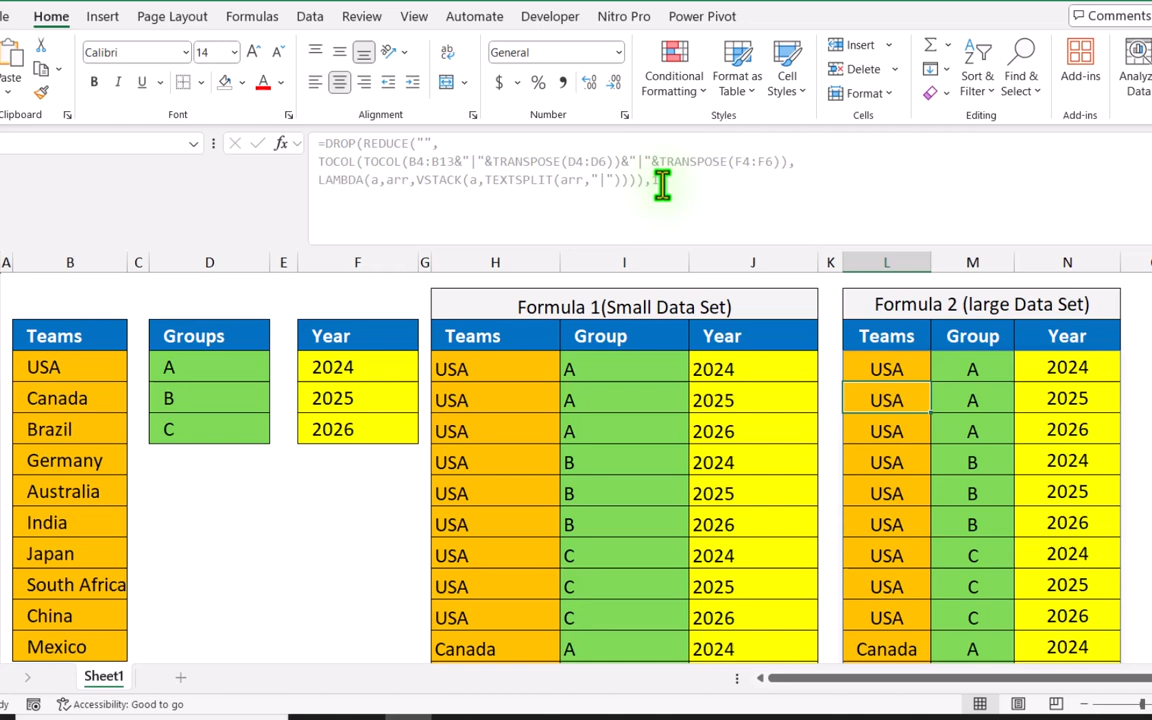 le Home Insert Page Layout Formulas Data Review View Automate Developer Nitro Pro Power Pivot Comments
Paste Calibri 14 General Conditional Formatting Format as Table Cell Styles Insert Delete Format Sort & Filter Find & Select Add-ins Analyz Data
Clipboard Font Alignment Number Styles Cells Editing Add-ins
=DROP(REDUCE("",
TOCOL(TOCOL(B4:B13&"|"&TRANSPOSE(D4:D6))&"|"&TRANSPOSE(F4:F6)),
LAMBDA(a,arr,VSTACK(a,TEXTSPLIT(arr,"|")))),1
A B C D E F G H I J K L M N
Formula 1(Small Data Set) Formula 2 (large Data Set)
Teams Groups Year Teams Group Year Teams Group Year
USA A 2024 USA A 2024 USA A 2024
Canada B 2025 USA A 2025 USA A 2025
Brazil C 2026 USA A 2026 USA A 2026
Germany USA B 2024 USA B 2024
Australia USA B 2025 USA B 2025
India USA B 2026 USA B 2026
Japan USA C 2024 USA C 2024
South Africa USA C 2025 USA C 2025
China USA C 2026 USA C 2026
Mexico Canada A 2024 Canada A 2024
Sheet1
dy Accessibility: Good to go